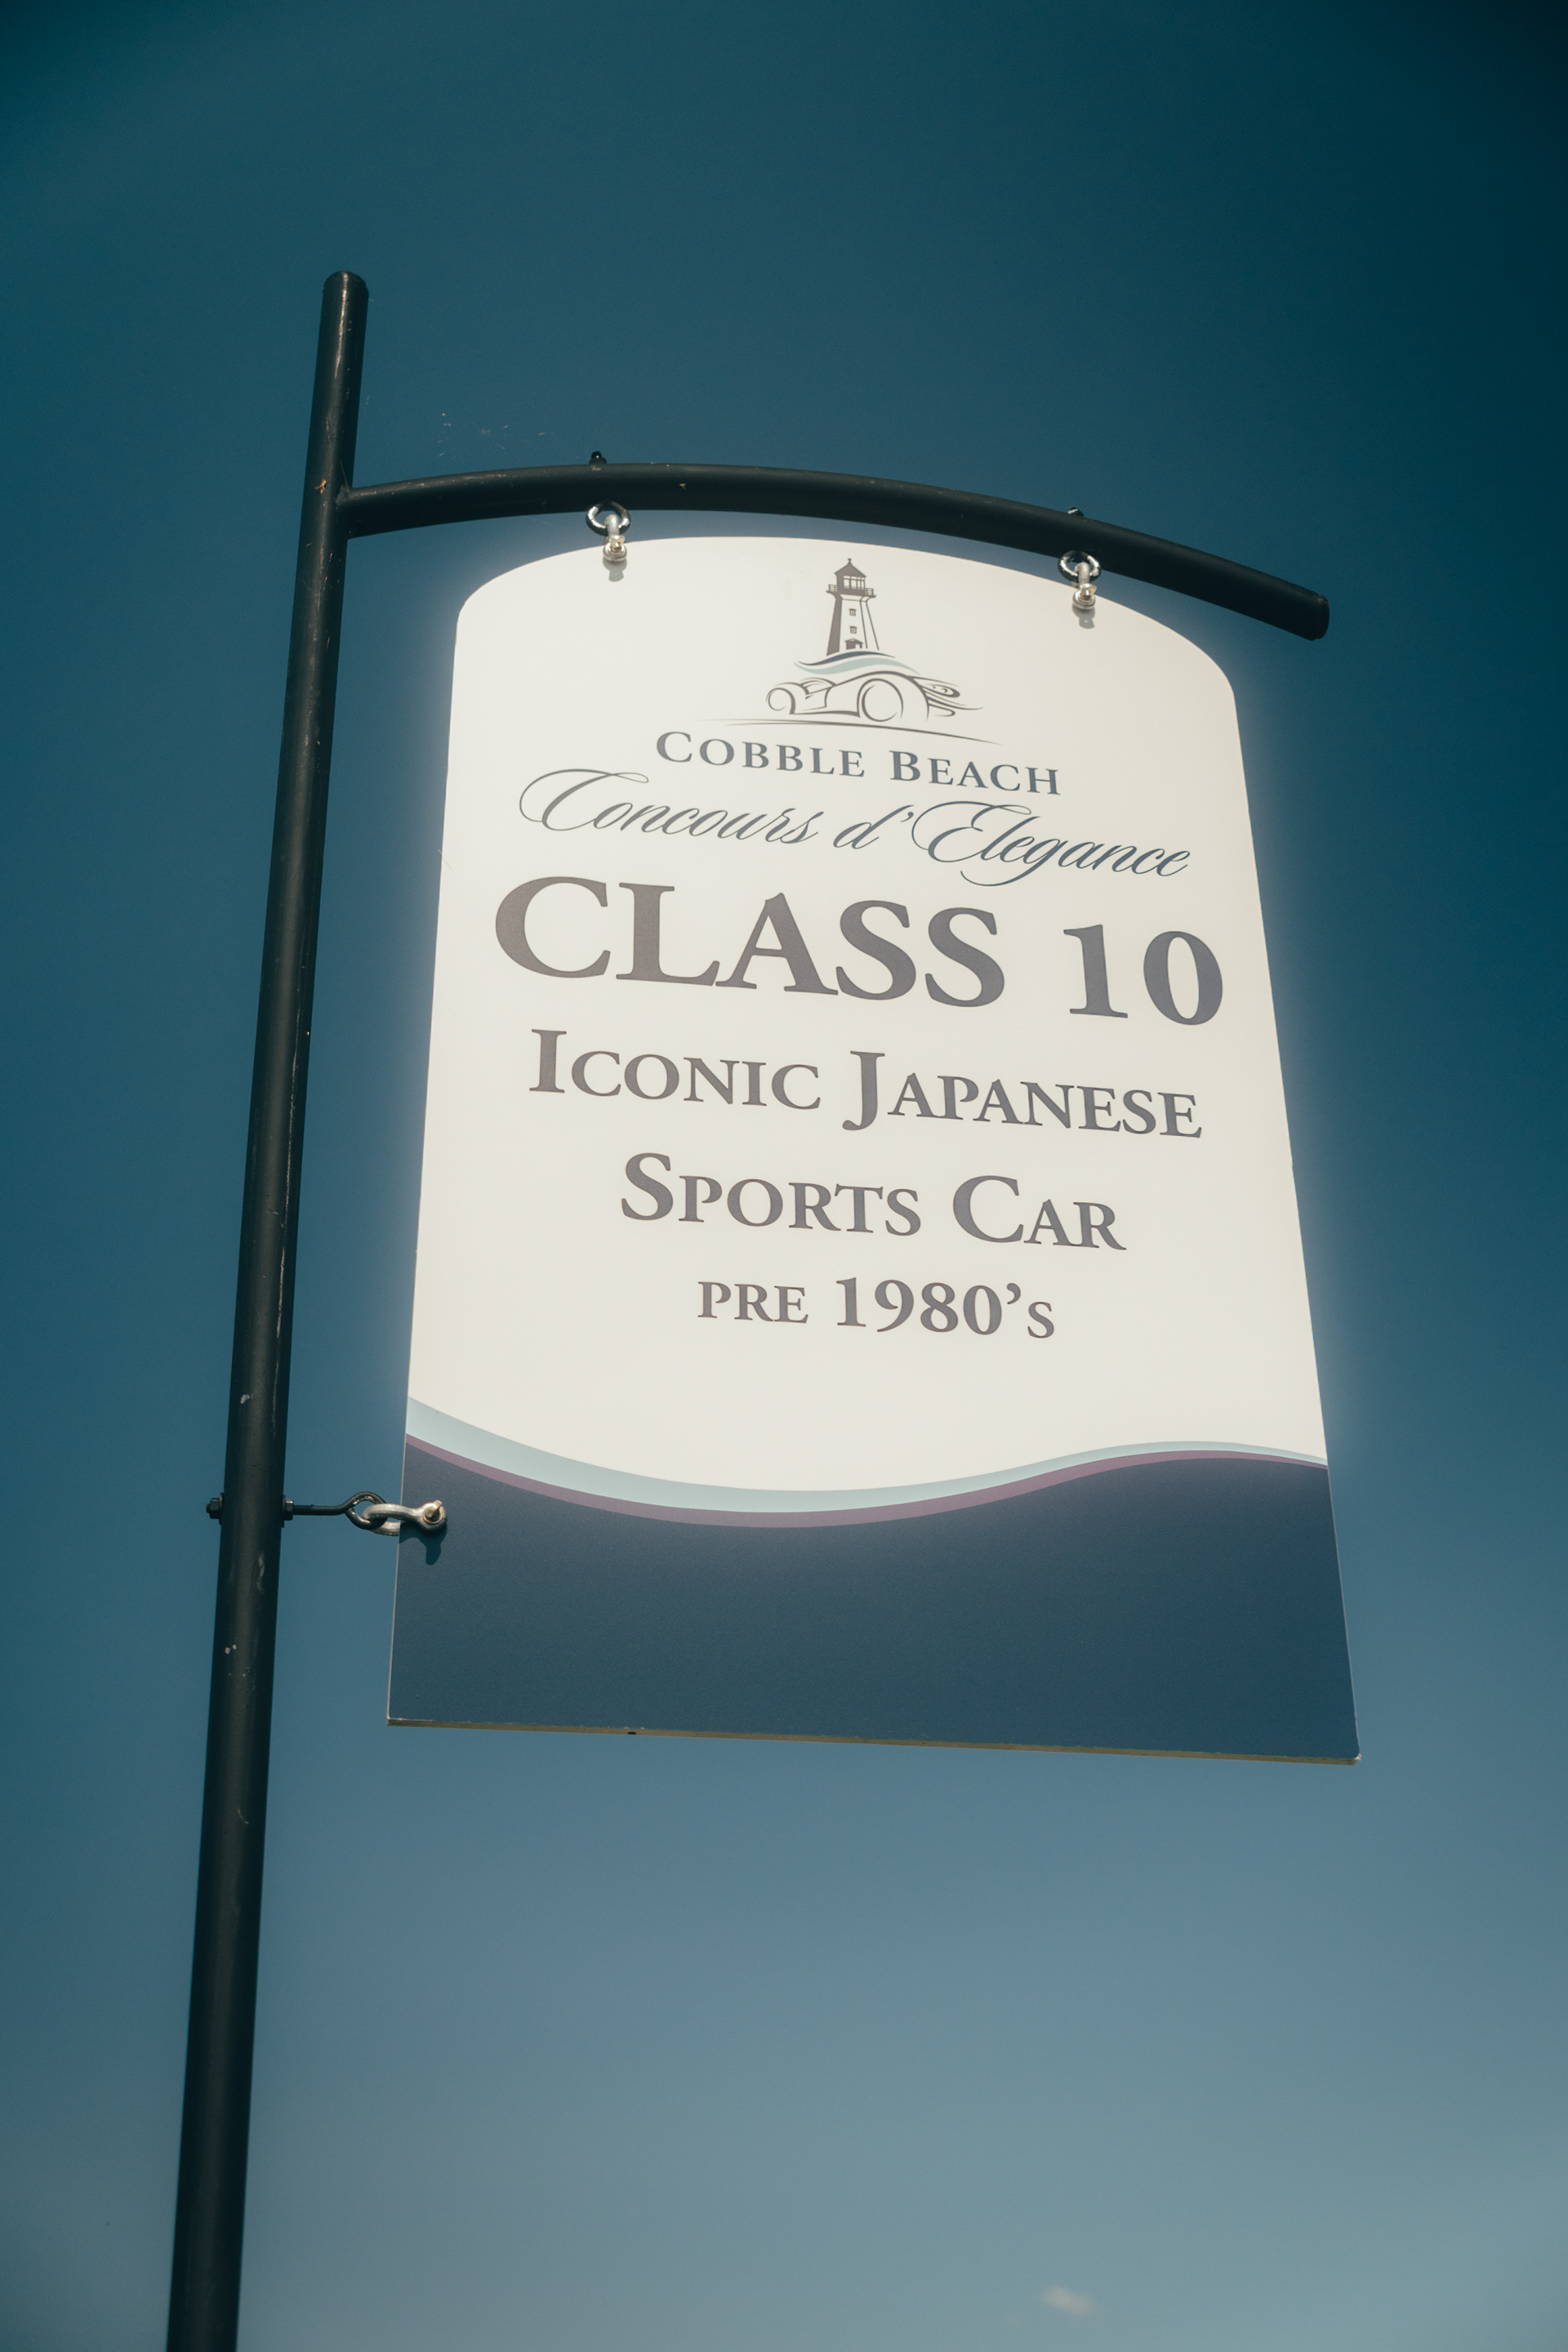 COBBLE BEACH
Concours d'Elegance
CLASS 10
ICONIC JAPANESE
SPORTS CAR
PRE 1980's